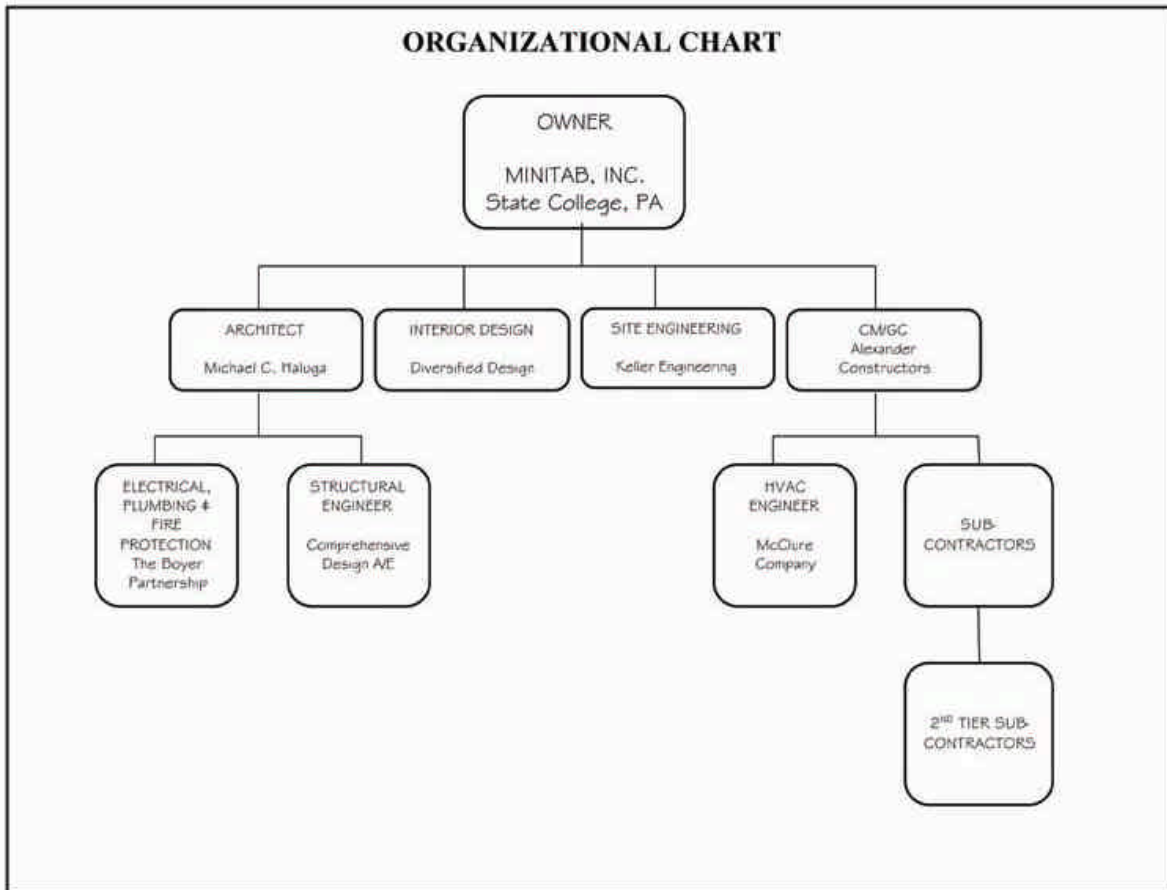 ORGANIZATIONAL CHART
OWNER
MINITAB, INC.
State College, PA
ARCHITECT
Michael C. Haluga
INTERIOR DESIGN
Diversified Design
SITE ENGINEERING
Keller Engineering
CM/GC
Alexander
Constructors
ELECTRICAL,
PLUMBING &
FIRE
PROTECTION
The Boyer
Partnership
STRUCTURAL
ENGINEER
Comprehensive
Design A/E
HVAC
ENGINEER
McClure
Company
SUB-
CONTRACTORS
2ND TIER SUB-
CONTRACTORS